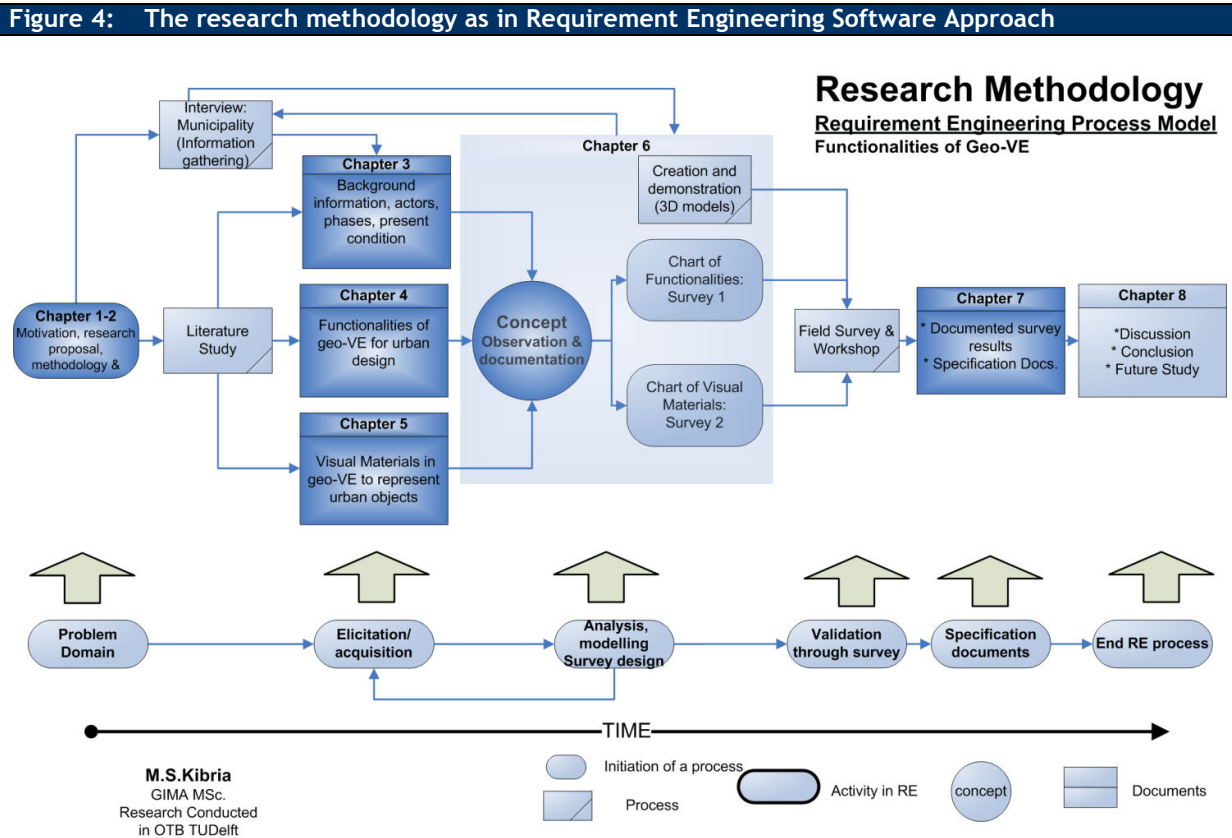 Figure 4: The research methodology as in Requirement Engineering Software Approach
Research Methodology
Requirement Engineering Process Model
Functionalities of Geo-VE
Interview:
Municipality
(Information
gathering)
Chapter 3
Background
information, actors,
phases, present
condition
Chapter 6
Creation and
demonstration
(3D models)
Chart of
Functionalities:
Survey 1
Chapter 1-2
Motivation, research
proposal,
methodology &
Literature
Study
Chapter 4
Functionalities of
geo-VE for urban
design
Concept
Observation &
documentation
Field Survey &
Workshop
Chapter 7
* Documented survey
results
* Specification Docs.
Chapter 8
*Discussion
* Conclusion
* Future Study
Chart of Visual
Materials:
Survey 2
Chapter 5
Visual Materials in
geo-VE to represent
urban objects
Problem
Domain
Elicitation/
acquisition
Analysis,
modelling
Survey design
Validation
through survey
Specification
documents
End RE process
TIME
M.S.Kibria
GIMA MSc.
Research Conducted
in OTB TUDelft
Initiation of a process
Process
Activity in RE
concept
Documents